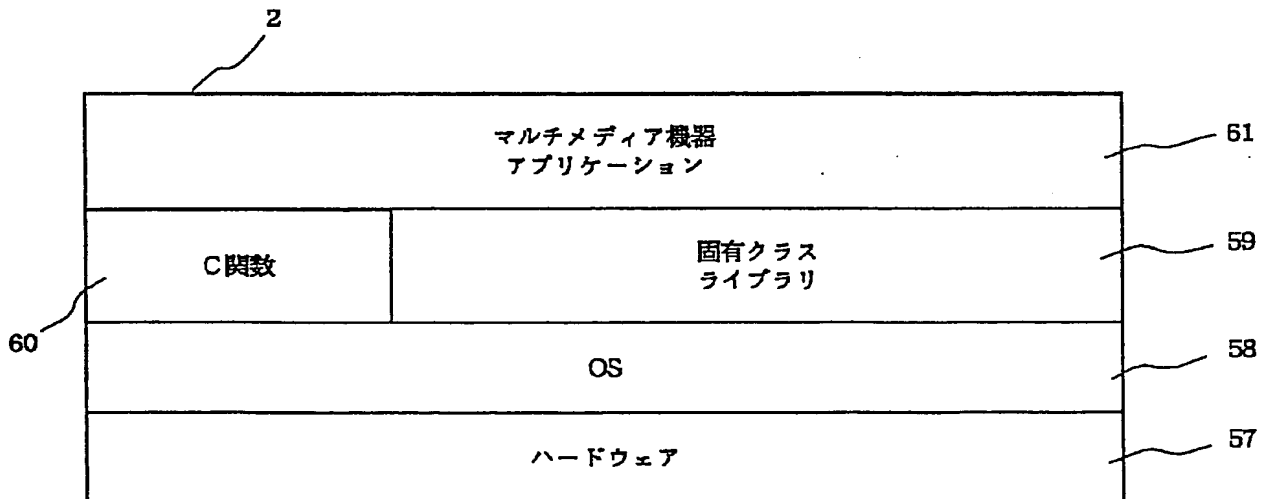 2
マルチメディア機器
アプリケーション
61
C関数
固有クラス
ライブラリ
59
60
OS
58
ハードウェア
57